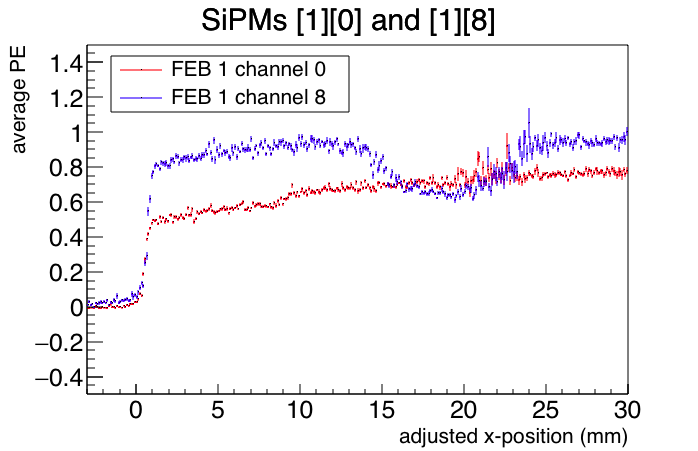 SiPMs [1][0] and [1][8]
average PE
FEB 1 channel 0
FEB 1 channel 8
1.4
1.2
1
0.8
0.6
0.4
0.2
0
−0.2
−0.4
0 5 10 15 20 25 30
adjusted x-position (mm)